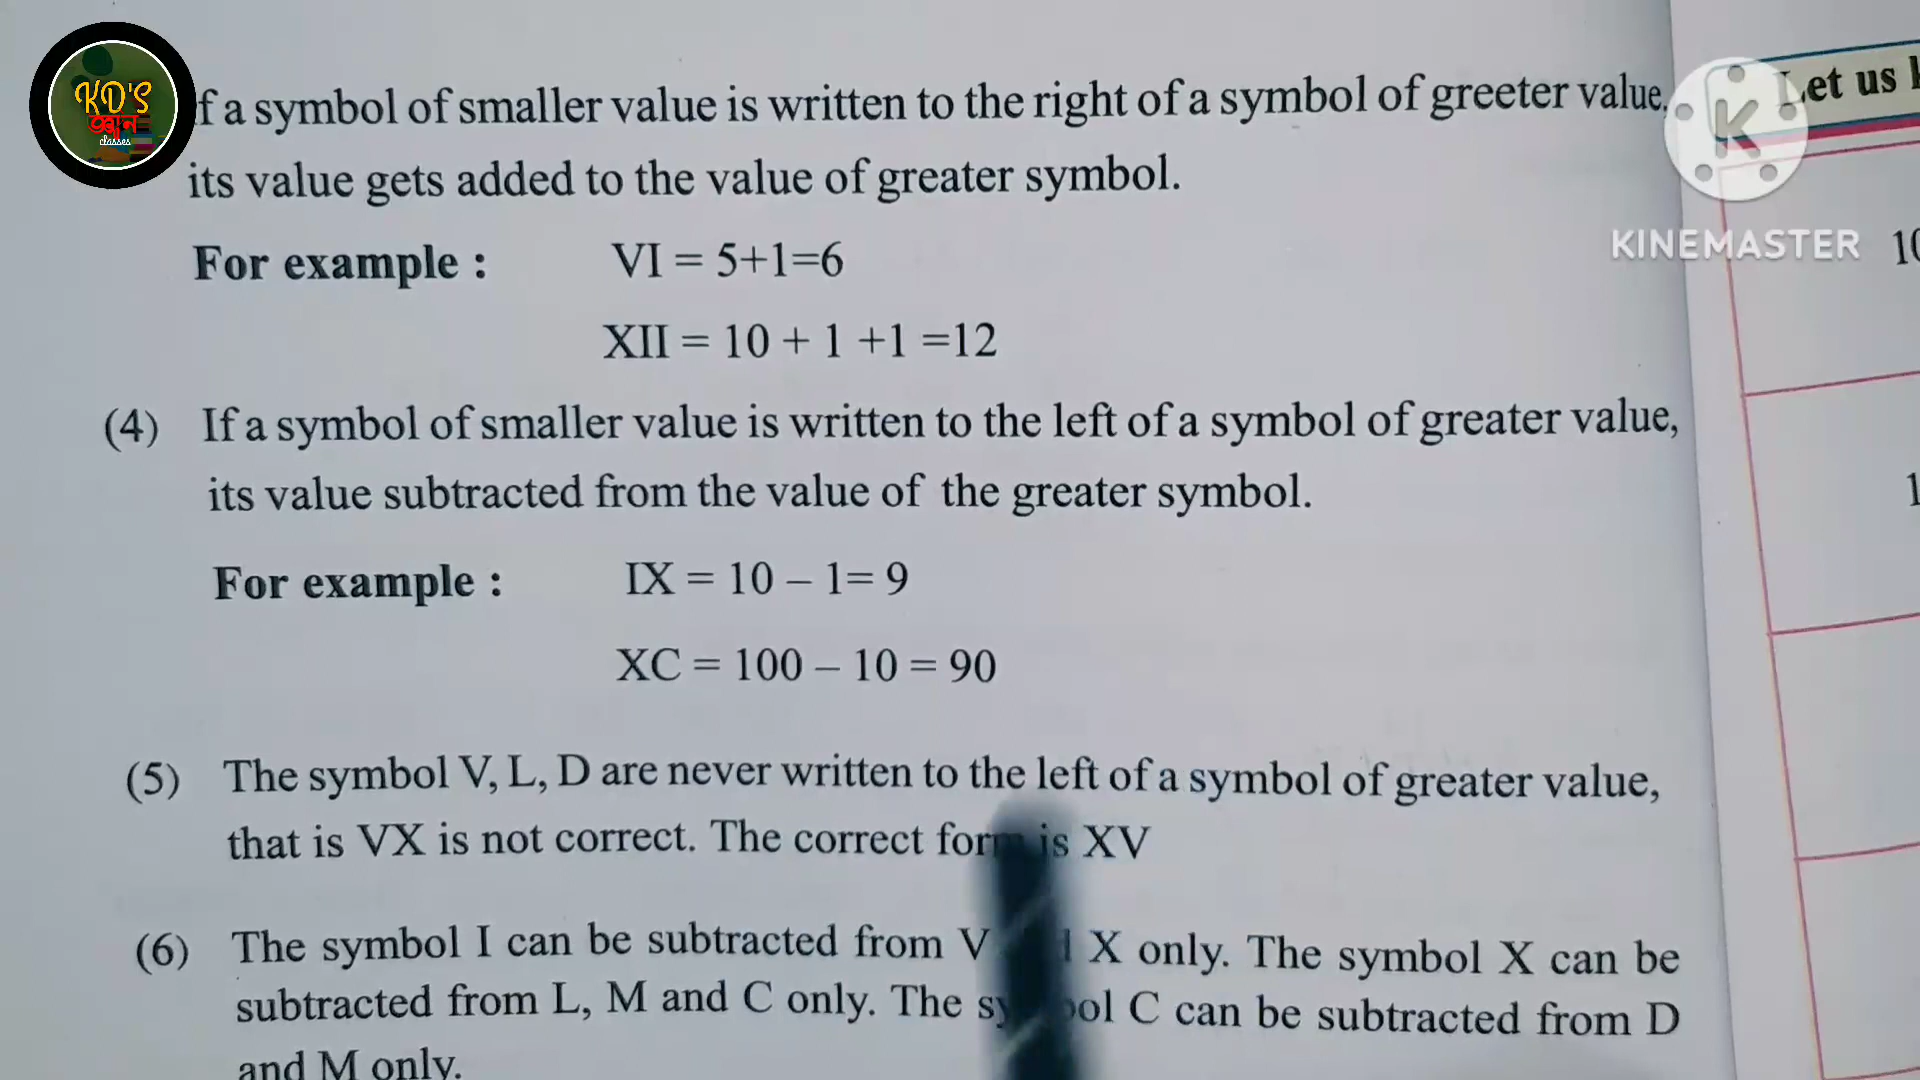 KD'S
জ্ঞান
classes
f a symbol of smaller value is written to the right of a symbol of greeter value,
its value gets added to the value of greater symbol.
For example : VI = 5+1=6
XII = 10 + 1 +1 =12
(4) If a symbol of smaller value is written to the left of a symbol of greater value,
its value subtracted from the value of the greater symbol.
For example : IX = 10 – 1= 9
XC = 100 – 10 = 90
(5) The symbol V, L, D are never written to the left of a symbol of greater value,
that is VX is not correct. The correct form is XV
(6) The symbol I can be subtracted from V X only. The symbol X can be
subtracted from L, M and C only. The symbol C can be subtracted from D
and M only.
Let us
K
KINEMASTER
10
1